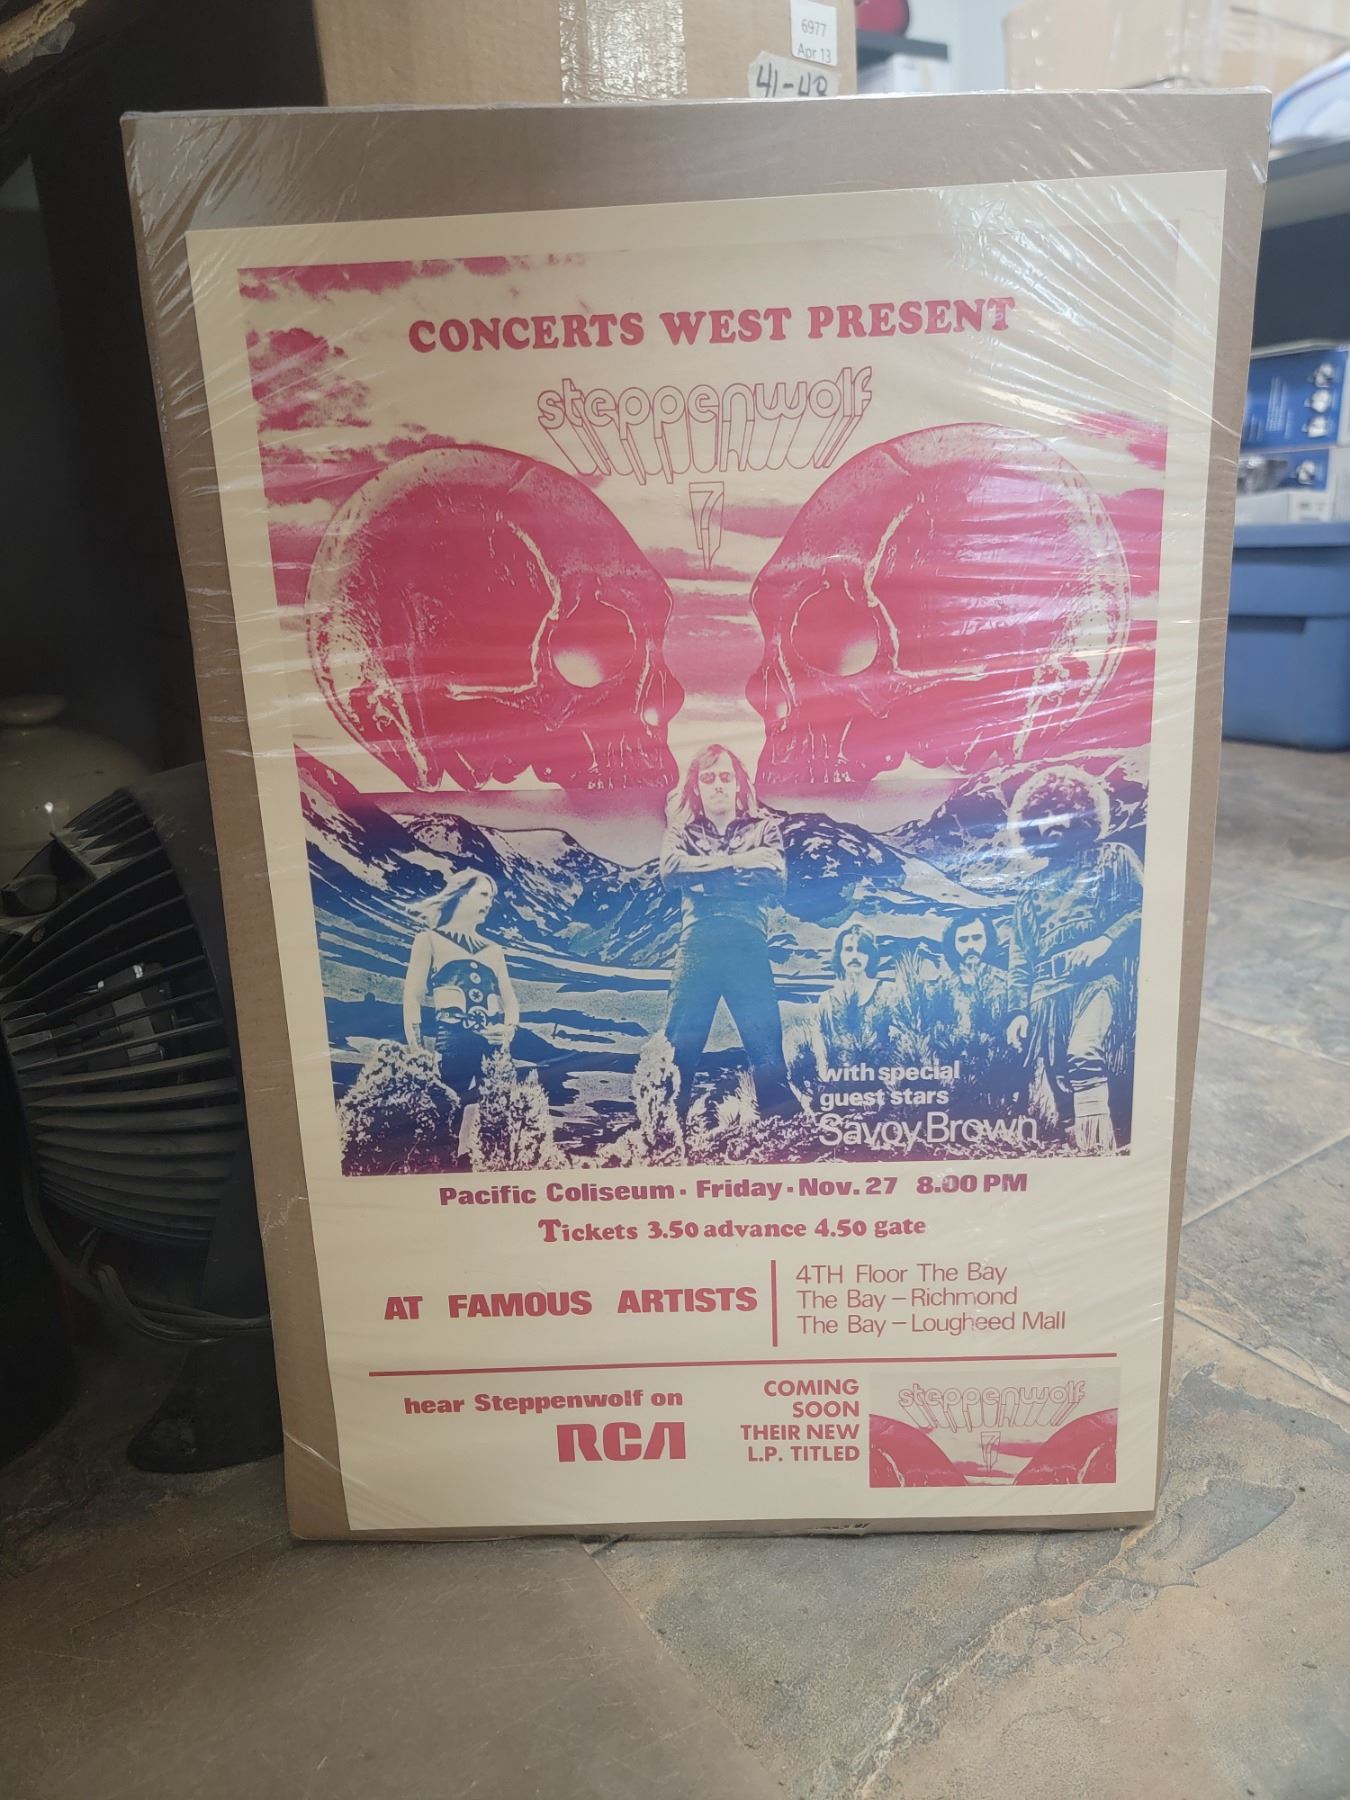 6977
Apr 13
41-48
CONCERTS WEST PRESENT
steppenwolf
7
with special
guest stars
Savoy Brown
Pacific Coliseum · Friday · Nov. 27 8.00 PM
Tickets 3.50 advance 4.50 gate
AT FAMOUS ARTISTS
4TH Floor The Bay
The Bay – Richmond
The Bay – Lougheed Mall
hear Steppenwolf on
RCA
COMING
SOON
THEIR NEW
L.P. TITLED
steppenwolf
7